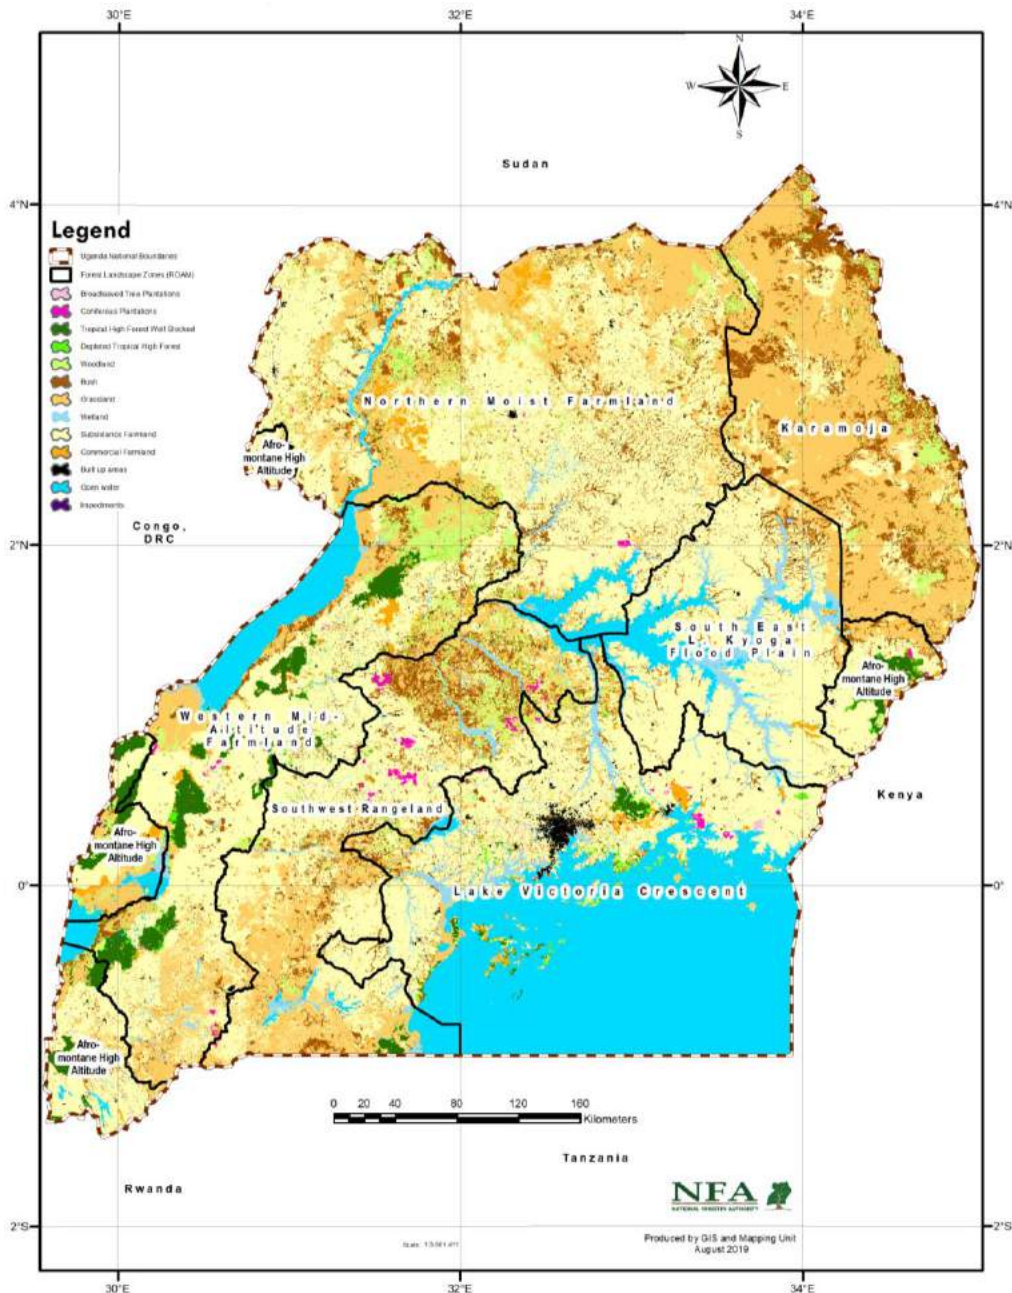 30°E
32°E
34°E
N
W
E
S
Sudan
4°N
4°N
Legend
Uganda National Boundaries
Forest Landscape Zones (ROAM)
Broadleaved Tree Plantations
Coniferous Plantations
Tropical High Forest Well Stocked
Depleted Tropical High Forest
Woodland
Bush
Grassland
Wetland
Subsistance Farmland
Commercial Farmland
Built up areas
Open water
Impediments
Northern Moist Farmland
Karamoja
Afro-
montane High
Altitude
Congo,
DRC
2°N
2°N
South East
L. Kyoga
Flood Plain
Afro-
montane High
Altitude
Western Mid-
Altitude
Farmland
Southwest Rangeland
Kenya
Afro-
montane High
Altitude
0°
0°
Lake Victoria Crescent
Afro-
montane High
Altitude
0 20 40 80 120 160
Kilometers
Tanzania
Rwanda
NFA
NATIONAL FORESTRY AUTHORITY
2°S
2°S
Produced by GIS and Mapping Unit
August 2019
30°E
32°E
34°E